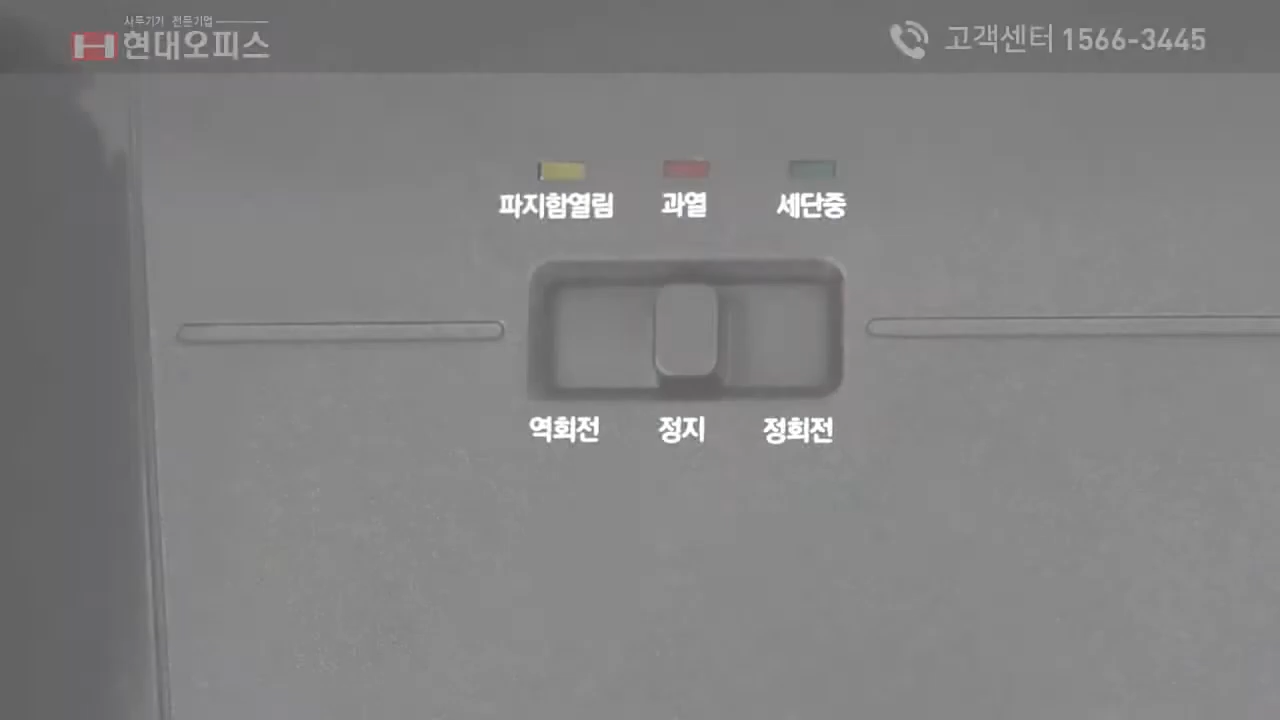 사무기기 전문기업
현대오피스
고객센터 1566-3445
파지함열림 과열 세단중
역회전 정지 정회전